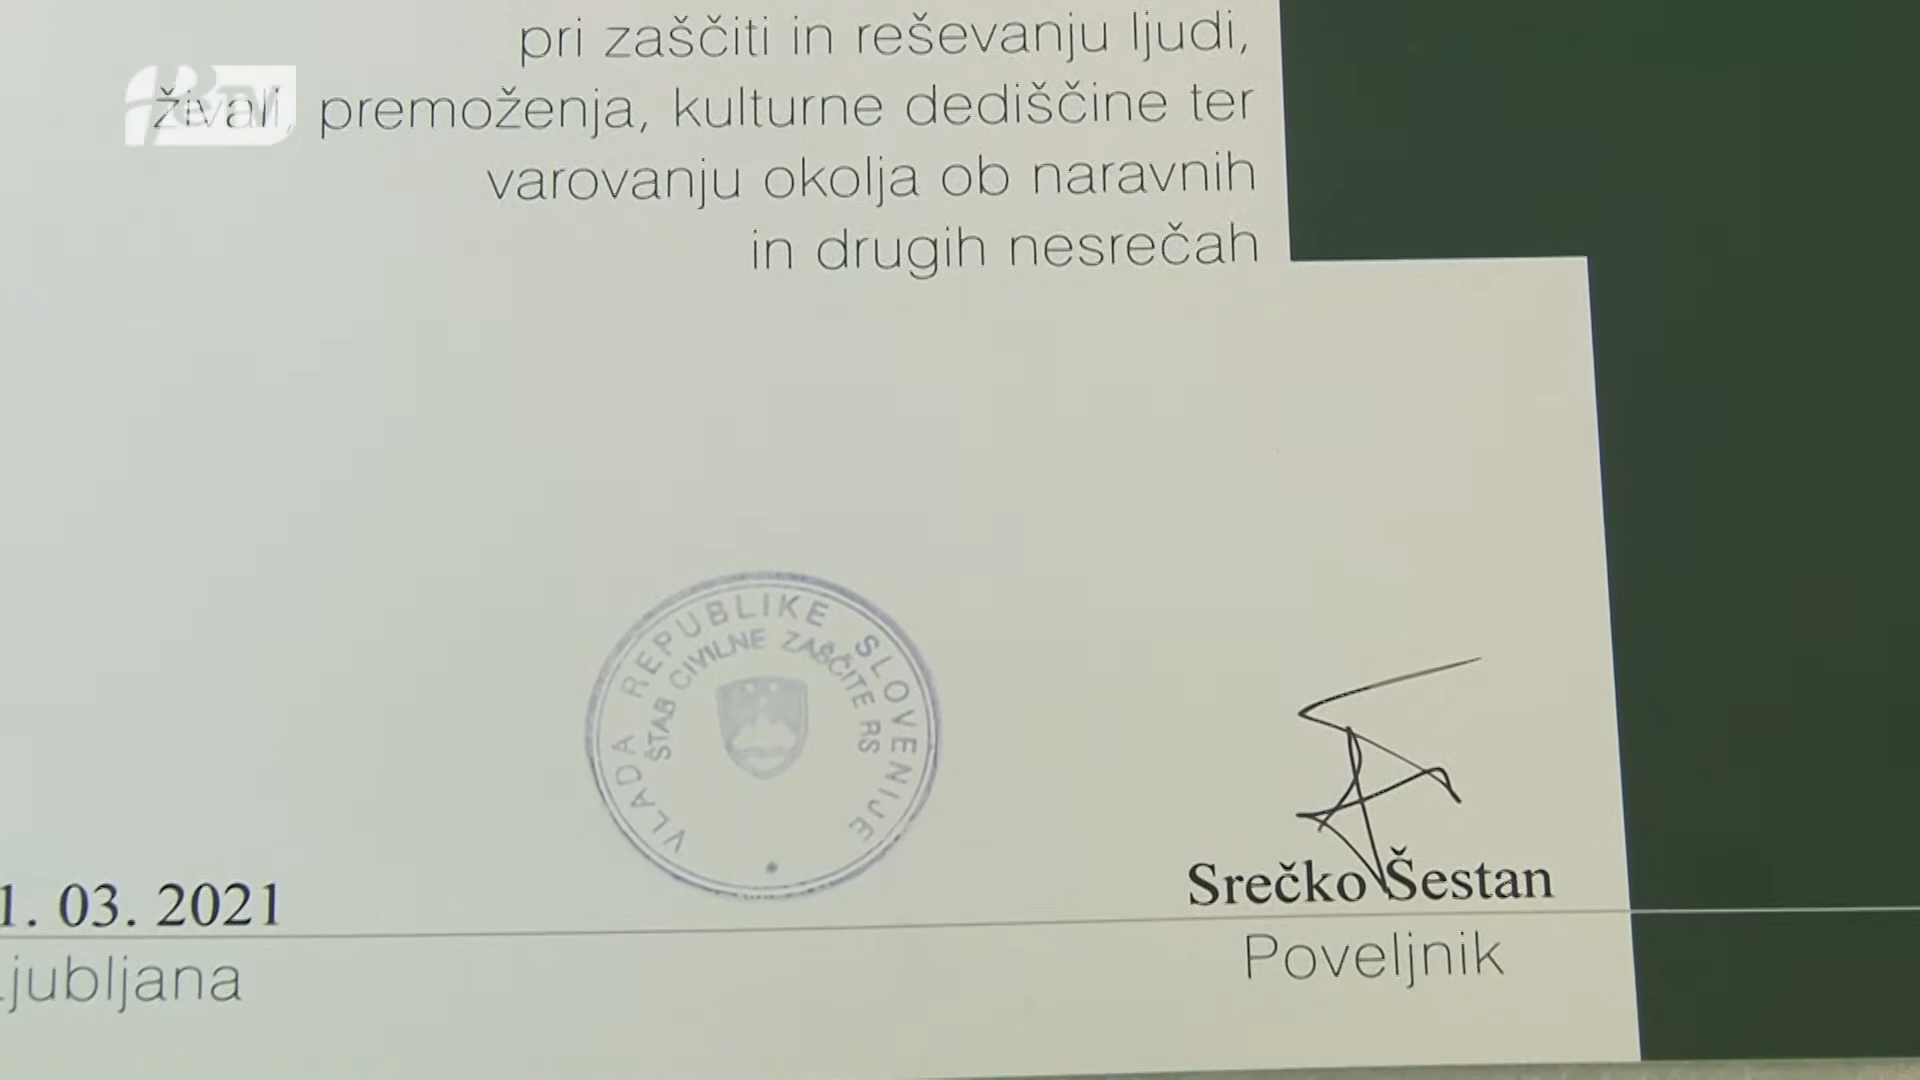 pri zaščiti in reševanju ljudi,
živali, premoženja, kulturne dediščine ter
varovanju okolja ob naravnih
in drugih nesrečah
VLADA REPUBLIKE SLOVENIJE
ŠTAB CIVILNE ZAŠČITE RS
1. 03. 2021
Srečko Šestan
Ljubljana
Poveljnik